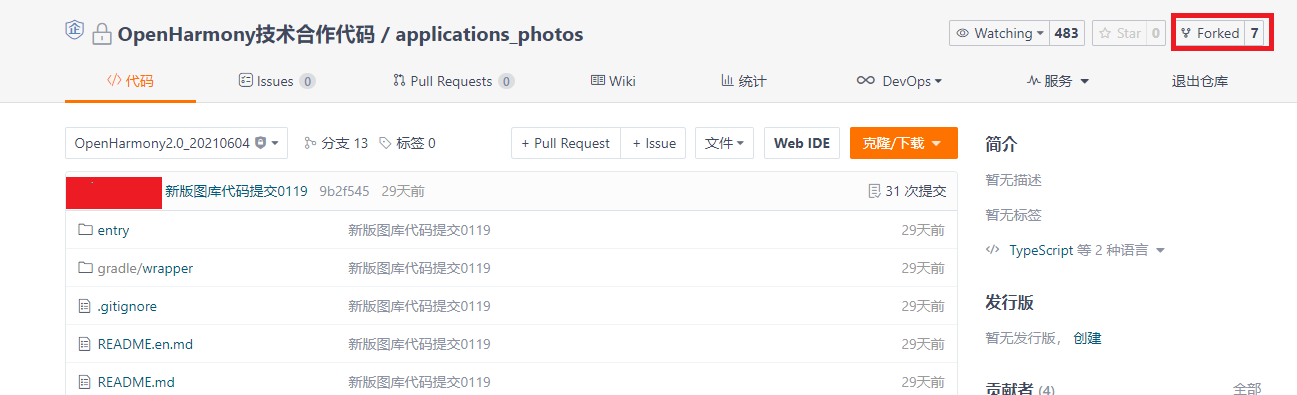 企 OpenHarmony技术合作代码 / applications_photos Watching 483 Star 0 Forked 7
代码 Issues 0 Pull Requests 0 Wiki 统计 DevOps 服务 退出仓库
OpenHarmony2.0_20210604 分支 13 标签 0 + Pull Request + Issue 文件 Web IDE 克隆/下载
新版图库代码提交0119 9b2f545 29天前 31 次提交
entry 新版图库代码提交0119 29天前
gradle/wrapper 新版图库代码提交0119 29天前
.gitignore 新版图库代码提交0119 29天前
README.en.md 新版图库代码提交0119 29天前
README.md 新版图库代码提交0119 29天前
简介
暂无描述
暂无标签
TypeScript 等 2 种语言
发行版
暂无发行版， 创建
贡献者 (4) 全部